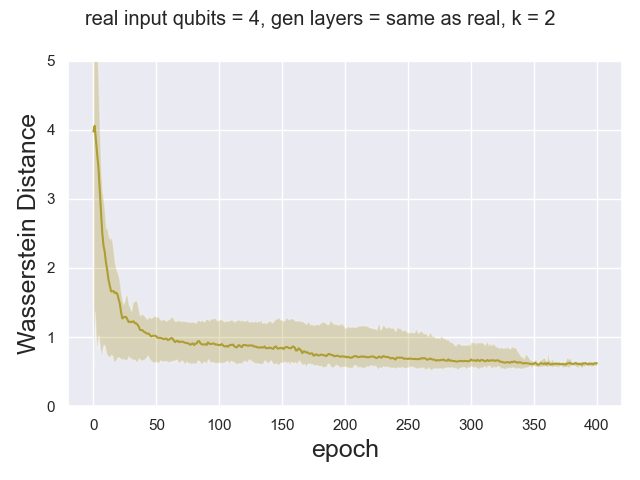 real input qubits = 4, gen layers = same as real, k = 2
Wasserstein Distance
5
4
3
2
1
0
0 50 100 150 200 250 300 350 400
epoch